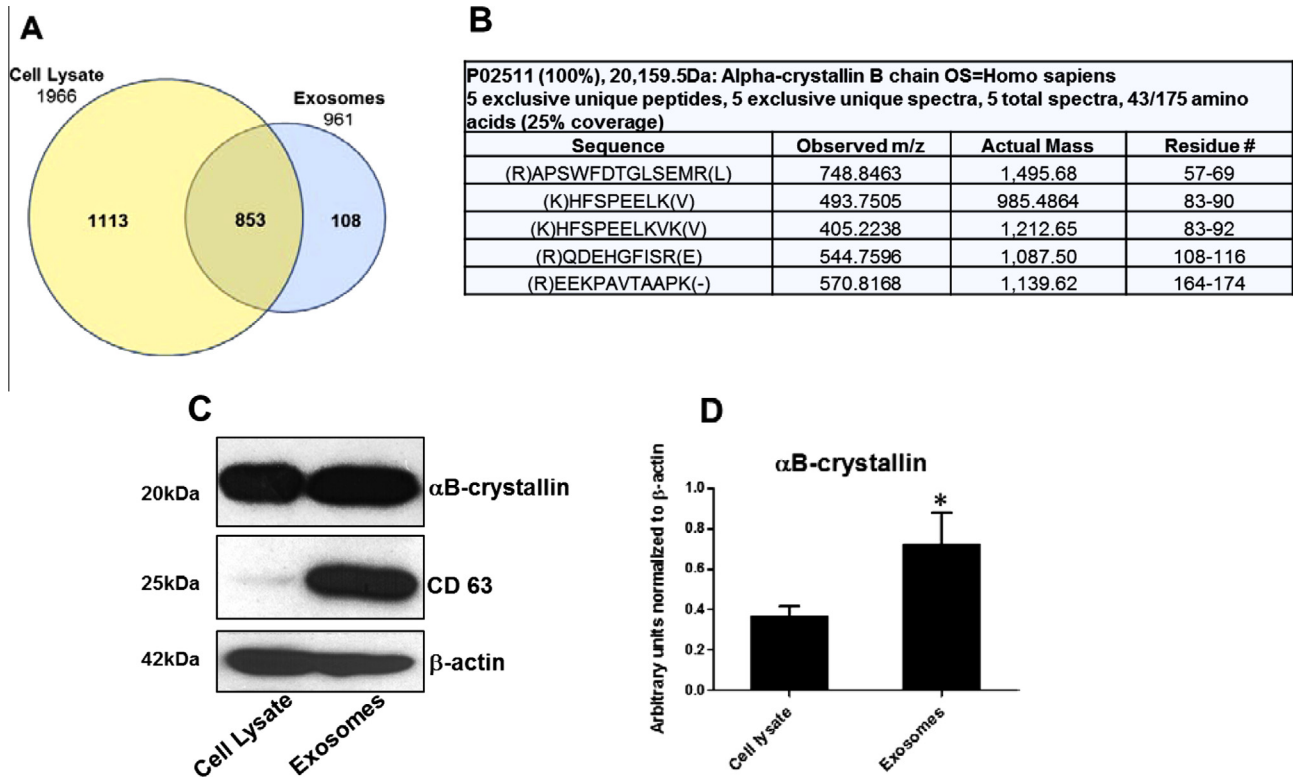 A
Cell Lysate
1966
Exosomes
961
1113
853
108
B
P02511 (100%), 20,159.5Da: Alpha-crystallin B chain OS=Homo sapiens
5 exclusive unique peptides, 5 exclusive unique spectra, 5 total spectra, 43/175 amino
acids (25% coverage)
Sequence Observed m/z Actual Mass Residue #
(R)APSWFDTGLSEMR(L) 748.8463 1,495.68 57-69
(K)HFSPEELK(V) 493.7505 985.4864 83-90
(K)HFSPEELKVK(V) 405.2238 1,212.65 83-92
(R)QDEHGFISR(E) 544.7596 1,087.50 108-116
(R)EEKPAVTAAPK(-) 570.8168 1,139.62 164-174
C
20kDa αB-crystallin
25kDa CD 63
42kDa β-actin
Cell Lysate
Exosomes
D
αB-crystallin
Arbitrary units normalized to β-actin
1.0
0.8
0.6
0.4
0.2
0.0
*
Cell lysate
Exosomes